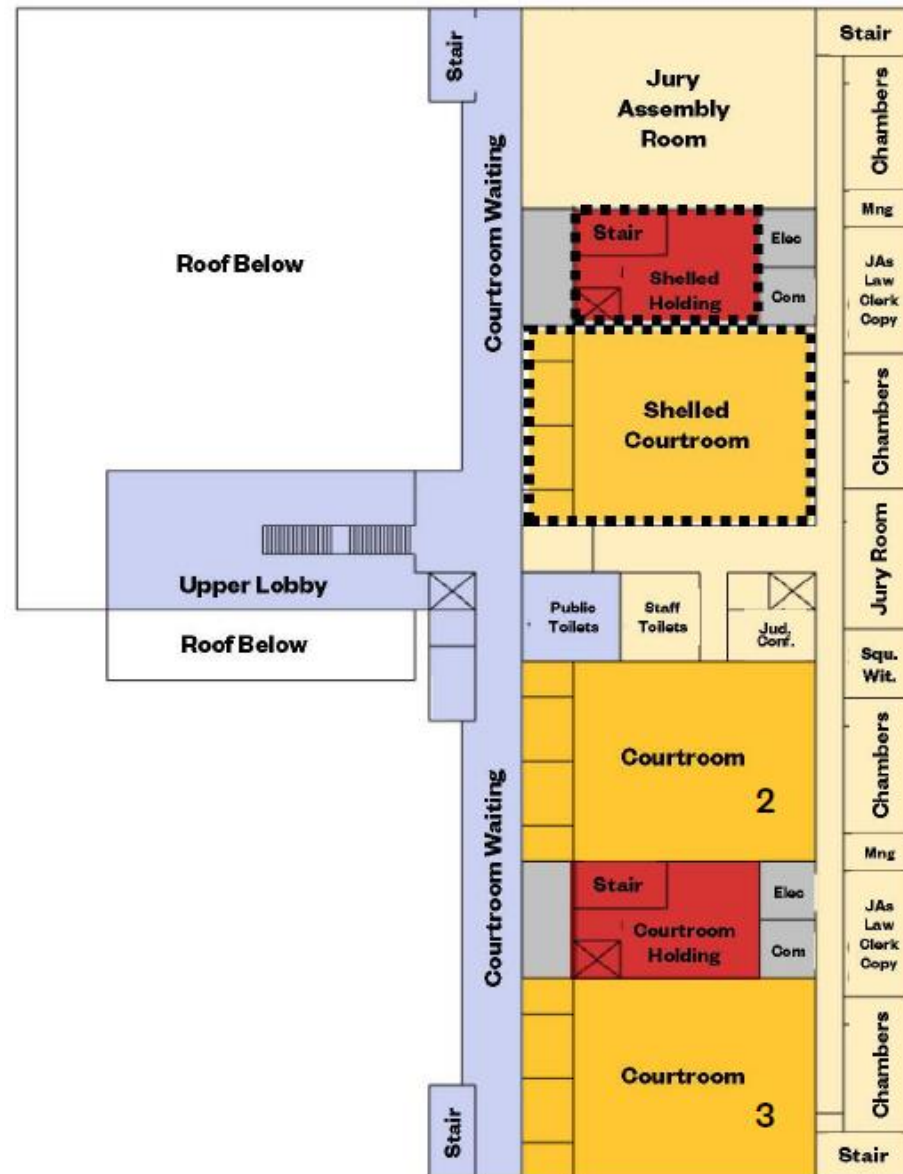 Stair
Stair
Jury
Assembly
Room
Chambers
Courtroom Waiting
Mng
Stair
Elec
Roof Below
Shelled
Holding
JAs
Law
Clerk
Copy
Com
Shelled
Courtroom
Chambers
Jury Room
Upper Lobby
Public
Toilets
Staff
Toilets
Jud.
Conf.
Roof Below
Squ.
Wit.
Courtroom
2
Chambers
Courtroom Waiting
Mng
Stair
Elec
Courtroom
Holding
JAs
Law
Clerk
Copy
Com
Courtroom
3
Chambers
Stair
Stair